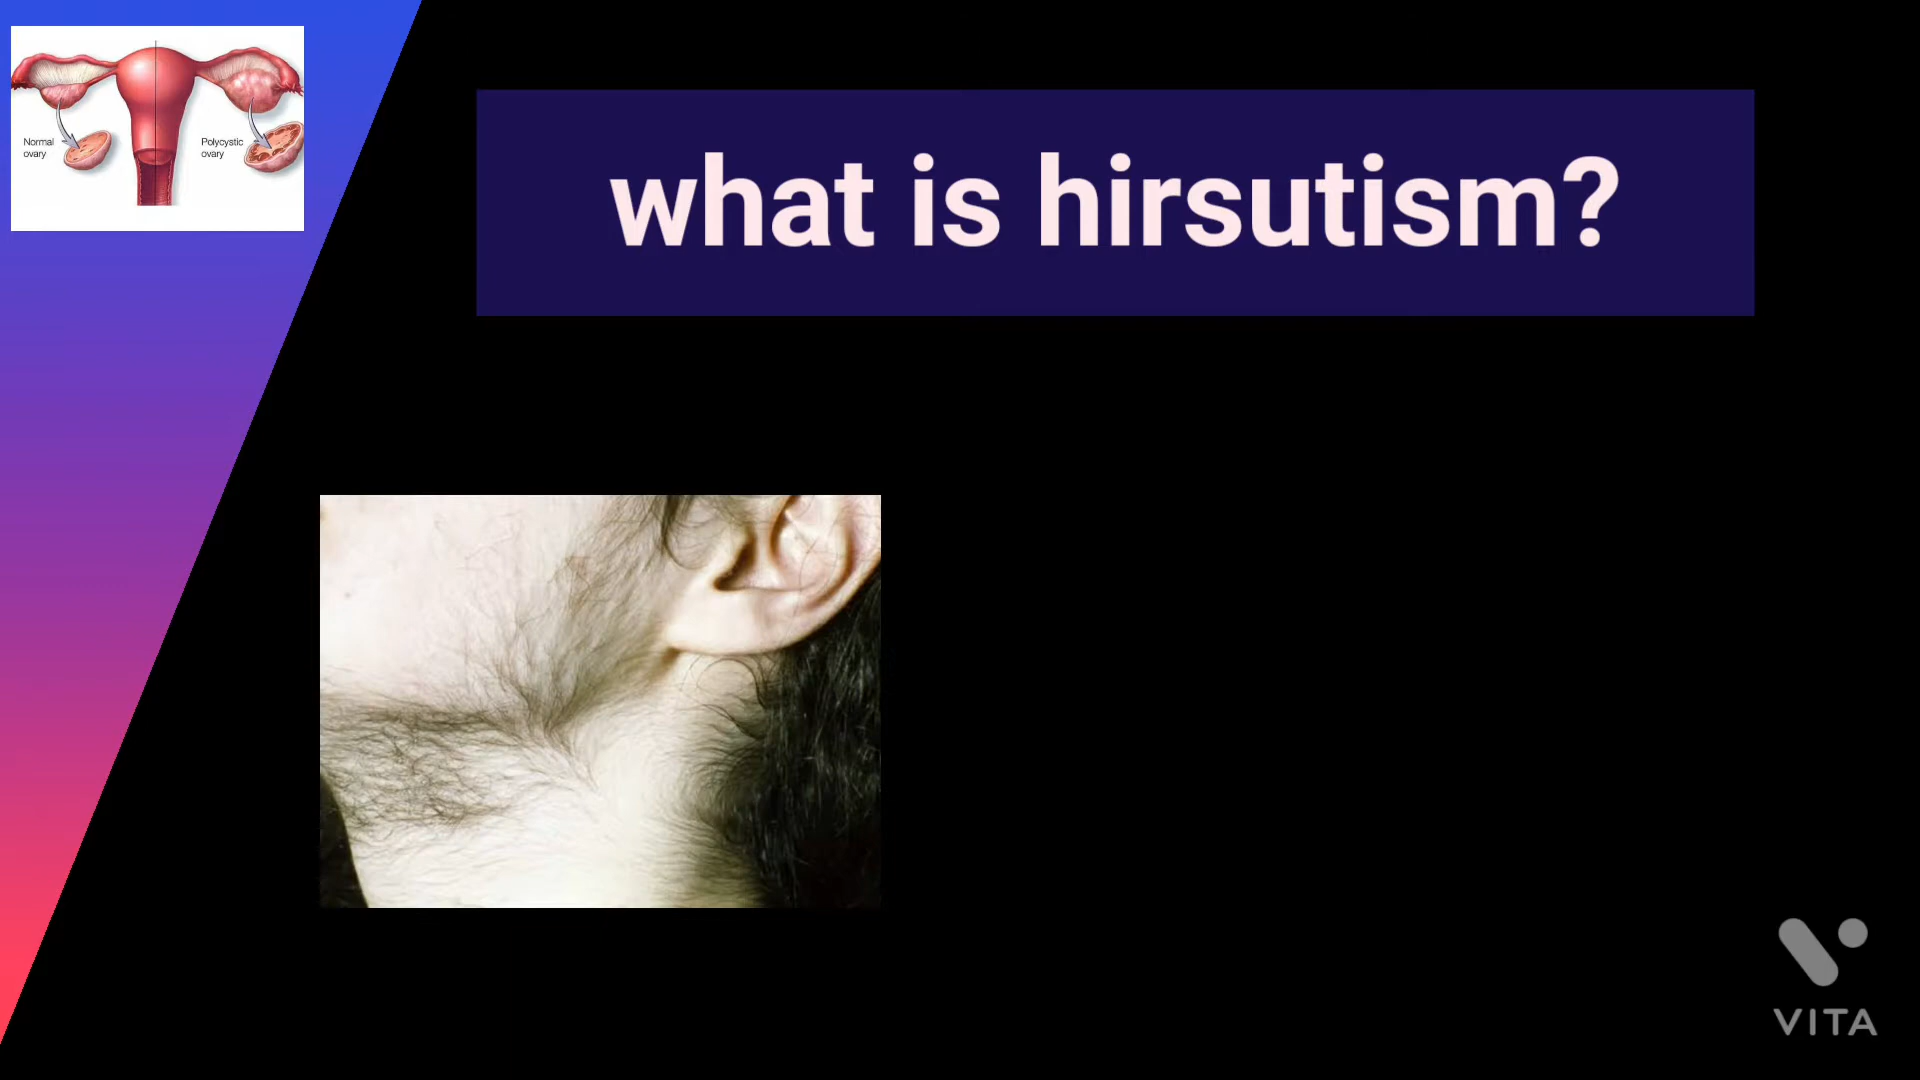 what is hirsutism?
Normal
ovary
Polycystic
ovary
VITA